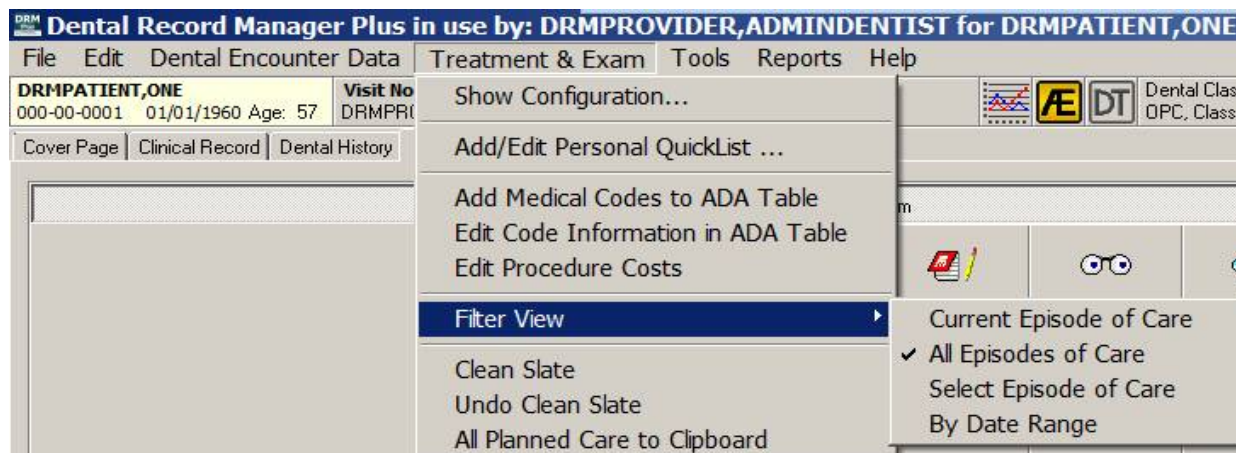 DRM Plus Dental Record Manager Plus in use by: DRMPROVIDER,ADMINDENTIST for DRMPATIENT,ONE
File Edit Dental Encounter Data Treatment & Exam Tools Reports Help
DRMPATIENT,ONE Visit No
000-00-0001 01/01/1960 Age: 57 DRMPR
Æ DT Dental Clas
OPC, Class
Cover Page Clinical Record Dental History
Show Configuration...
Add/Edit Personal QuickList ...
Add Medical Codes to ADA Table
Edit Code Information in ADA Table
Edit Procedure Costs
Filter View
Clean Slate
Undo Clean Slate
All Planned Care to Clipboard
m
Current Episode of Care
All Episodes of Care
Select Episode of Care
By Date Range